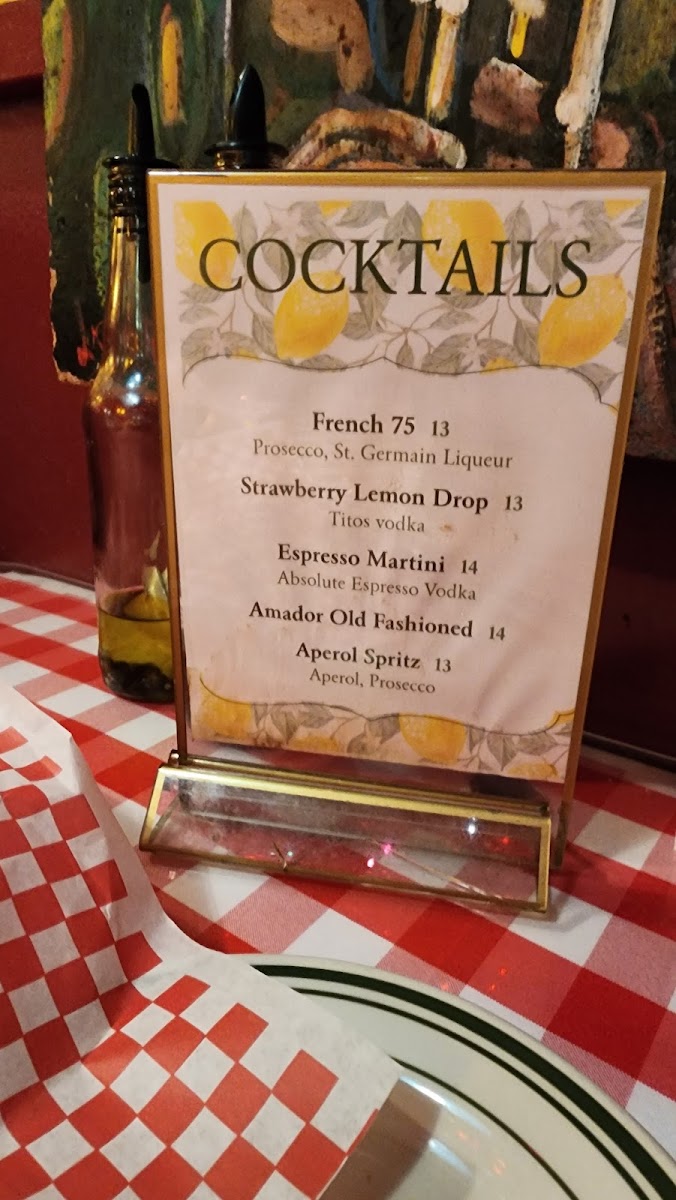 COCKTAILS
French 75 13
Prosecco, St. Germain Liqueur
Strawberry Lemon Drop 13
Titos vodka
Espresso Martini 14
Absolute Espresso Vodka
Amador Old Fashioned 14
Aperol Spritz 13
Aperol, Prosecco